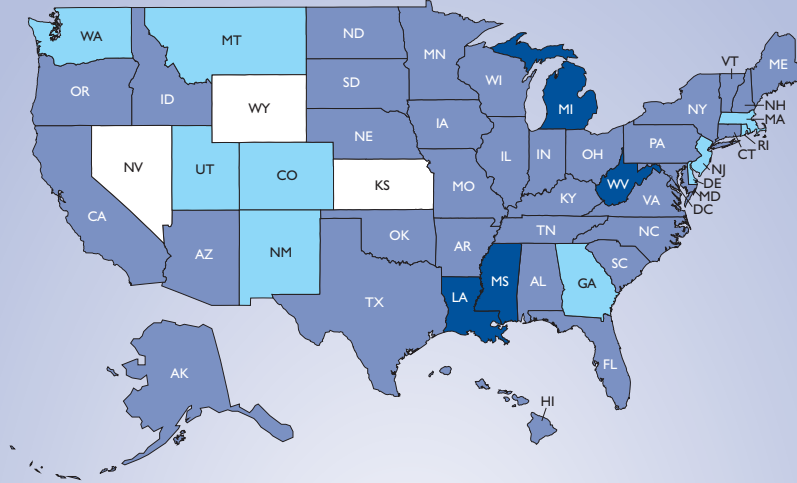 WA
MT
ND
MN
VT
ME
OR
ID
SD
WI
MI
NY
NH
MA
WY
IA
NE
PA
RI
CT
NV
UT
CO
KS
MO
IL
IN
OH
NJ
DE
MD
DC
WV
VA
KY
CA
AZ
NM
OK
AR
TN
NC
SC
MS
AL
GA
LA
TX
FL
AK
HI